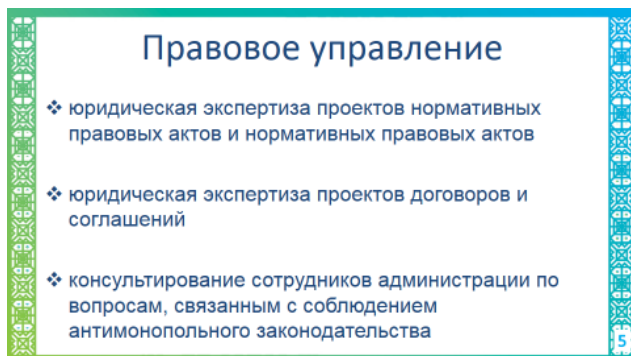 Правовое управление
❖ юридическая экспертиза проектов нормативных
правовых актов и нормативных правовых актов
❖ юридическая экспертиза проектов договоров и
соглашений
❖ консультирование сотрудников администрации по
вопросам, связанным с соблюдением
антимонопольного законодательства
5